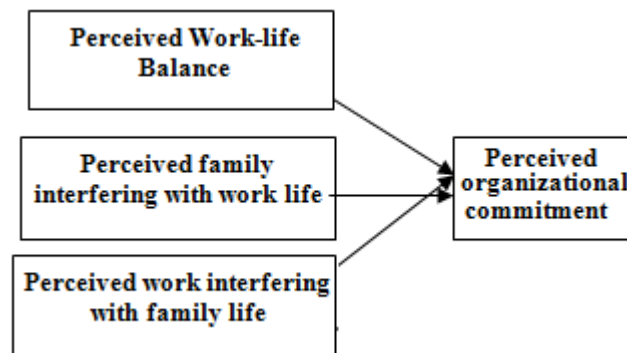 Perceived Work-life
Balance
Perceived family
interfering with work life
Perceived work interfering
with family life
Perceived
organizational
commitment